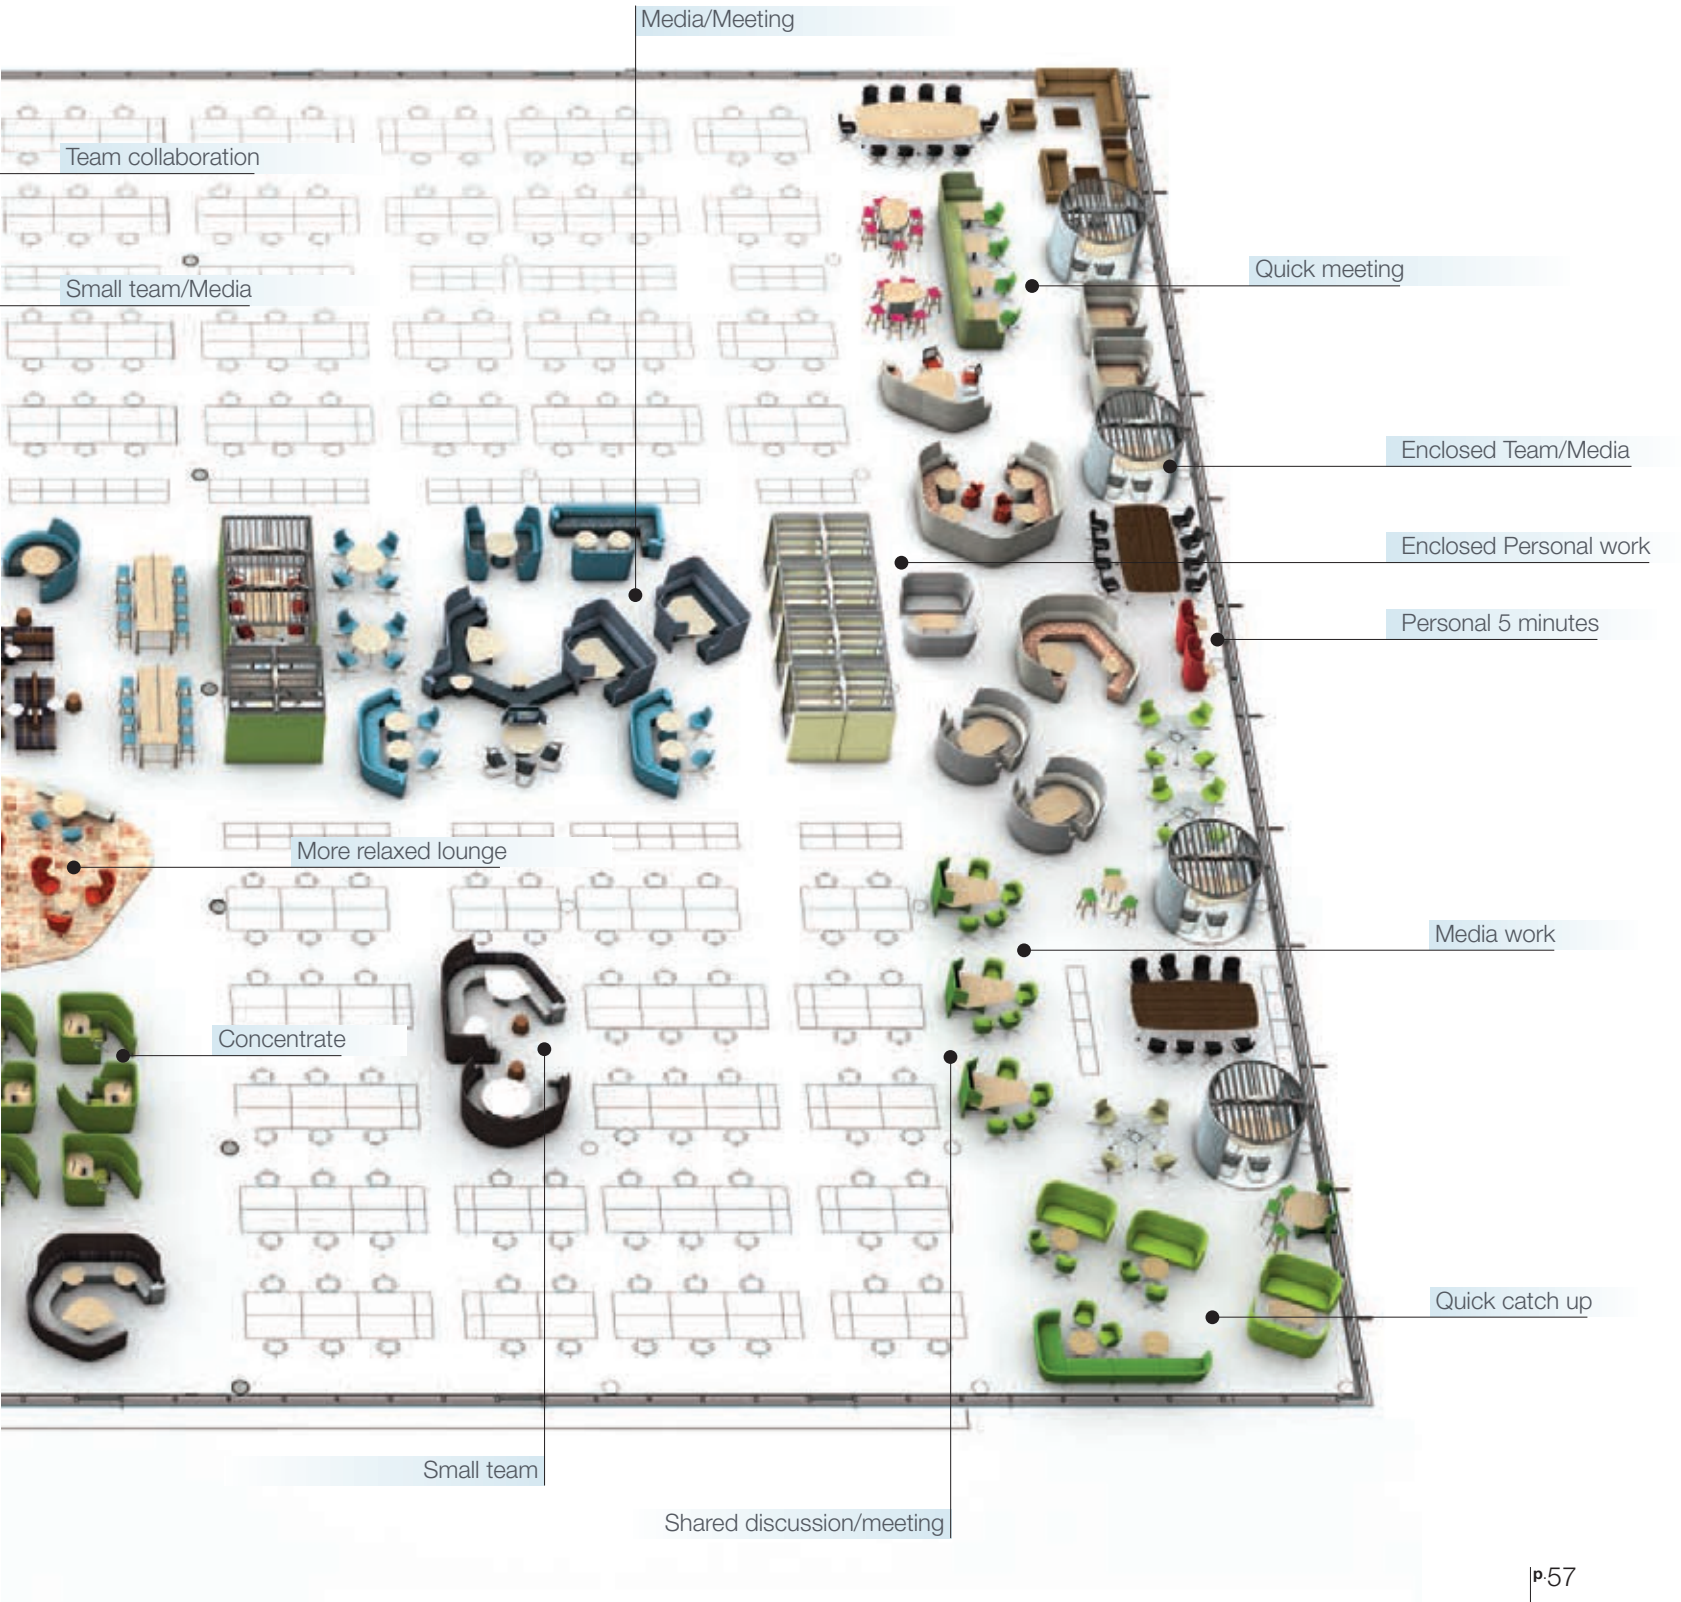 Media/Meeting
Team collaboration
Quick meeting
Small team/Media
Enclosed Team/Media
Enclosed Personal work
Personal 5 minutes
More relaxed lounge
Media work
Concentrate
Quick catch up
Small team
Shared discussion/meeting
p.57